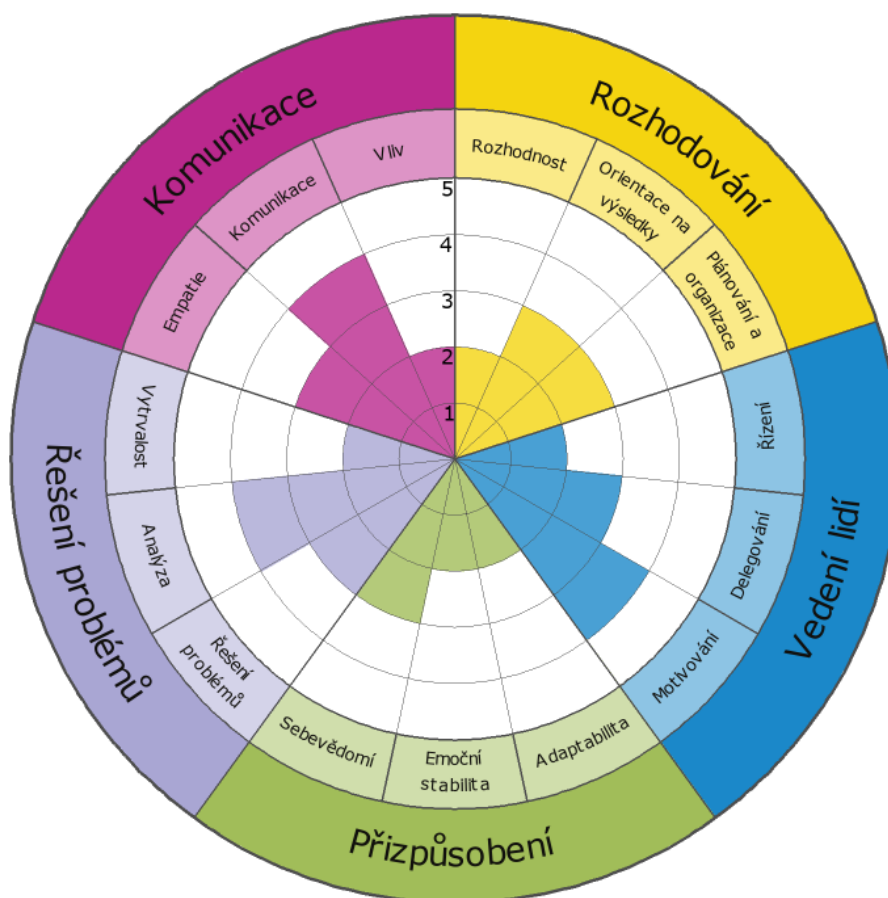 Komunikace
Rozhodování
Vliv
Rozhodnost
Komunikace
Orientace na
výsledky
Empatie
Plánování a
organizace
5
4
3
2
1
Vytrvalost
Řízení
Řešení problémů
Vedení lidí
Analýza
Delegování
Řešení
problémů
Motivování
Sebevědomí
Emoční
stabilita
Adaptabilita
Přizpůsobení